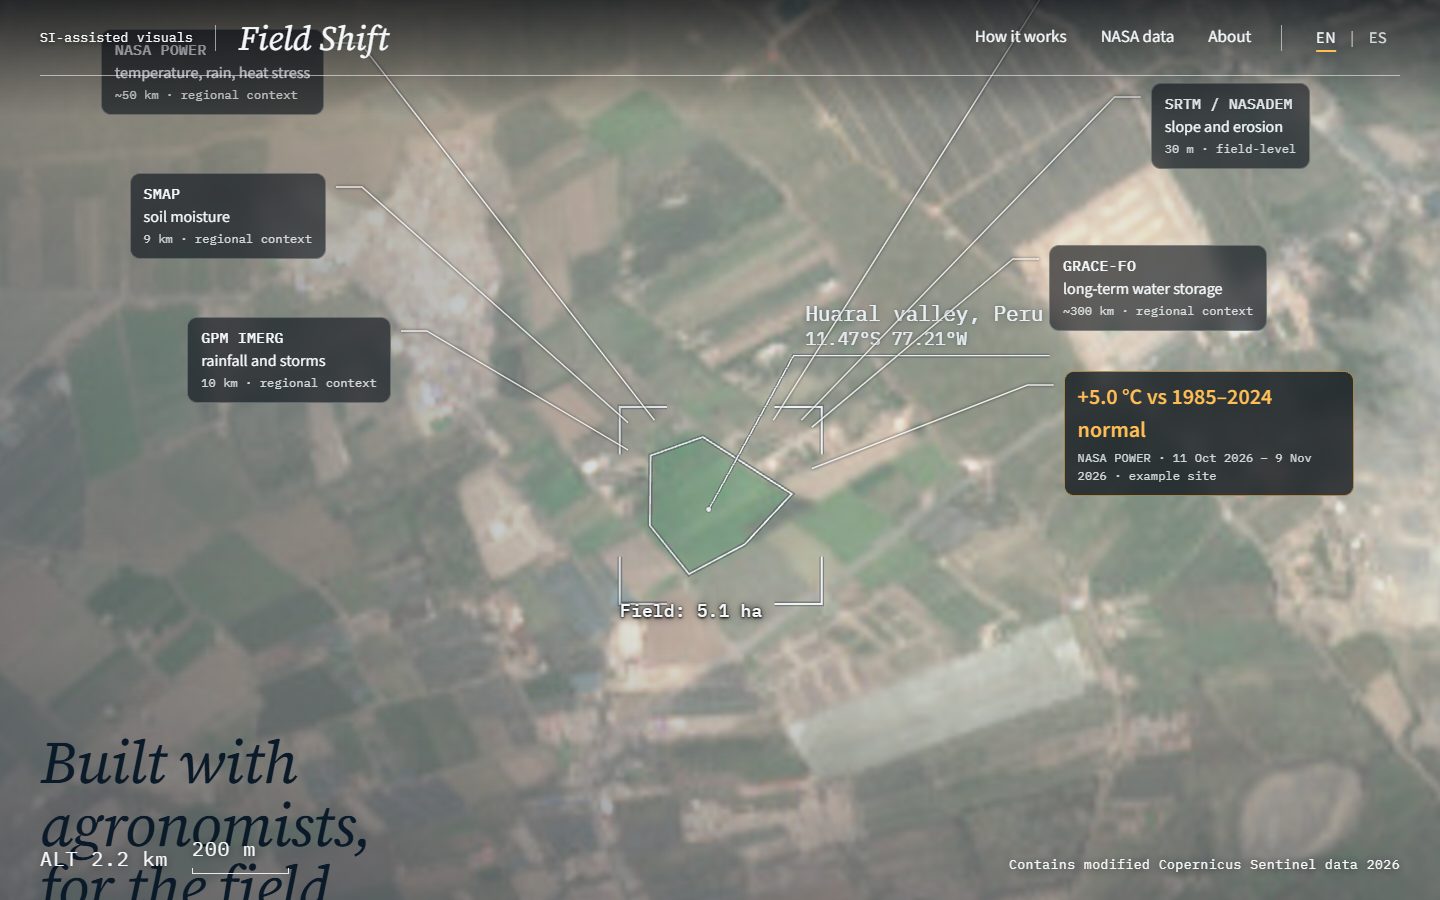 SI-assisted visuals
Field Shift
How it works
NASA data
About
EN | ES
NASA POWER
temperature, rain, heat stress
~50 km · regional context
SRTM / NASADEM
slope and erosion
30 m · field-level
SMAP
soil moisture
9 km · regional context
GRACE-FO
long-term water storage
~300 km · regional context
Huaral valley, Peru
11.47°S 77.21°W
GPM IMERG
rainfall and storms
10 km · regional context
+5.0 °C vs 1985–2024
normal
NASA POWER · 11 Oct 2026 – 9 Nov
2026 · example site
Field: 5.1 ha
Built with
agronomists,
for the field
ALT 2.2 km
200 m
Contains modified Copernicus Sentinel data 2026